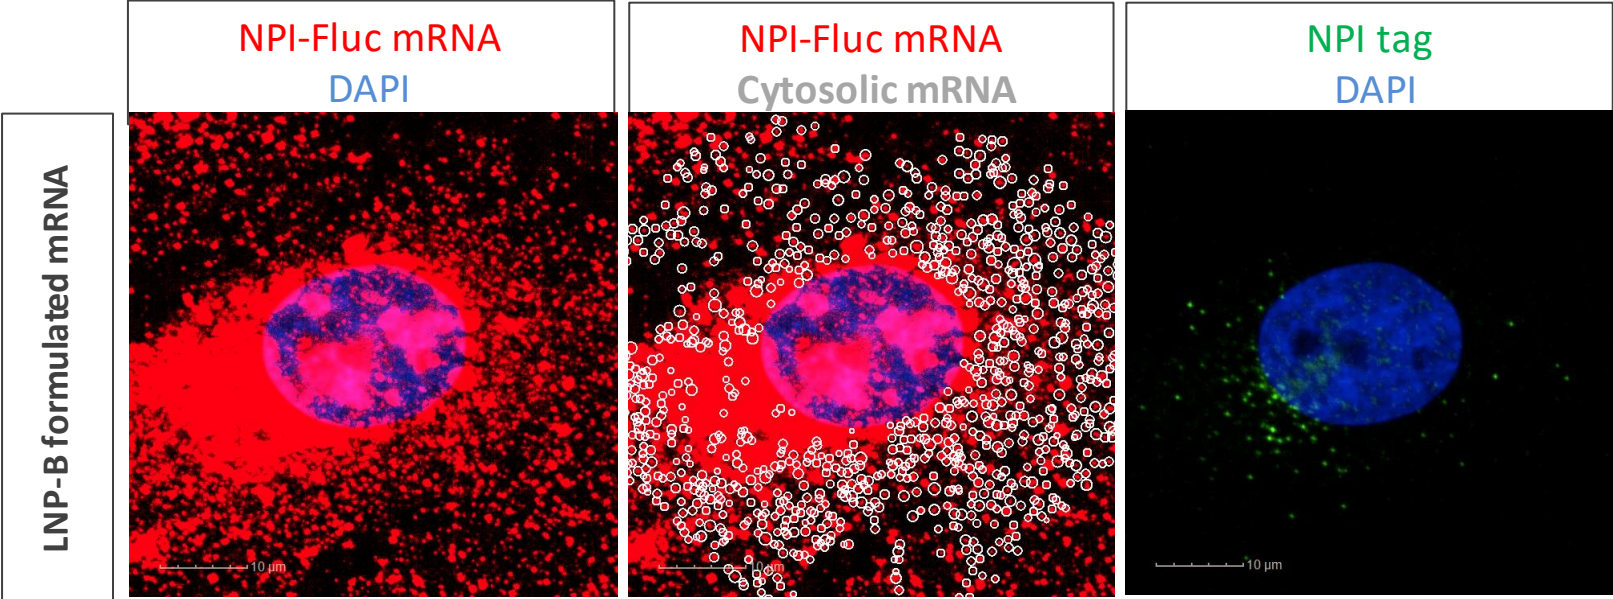 NPI-Fluc mRNA
DAPI
NPI-Fluc mRNA
Cytosolic mRNA
NPI tag
DAPI
LNP-B formulated mRNA
10 µm
10 µm
10 µm